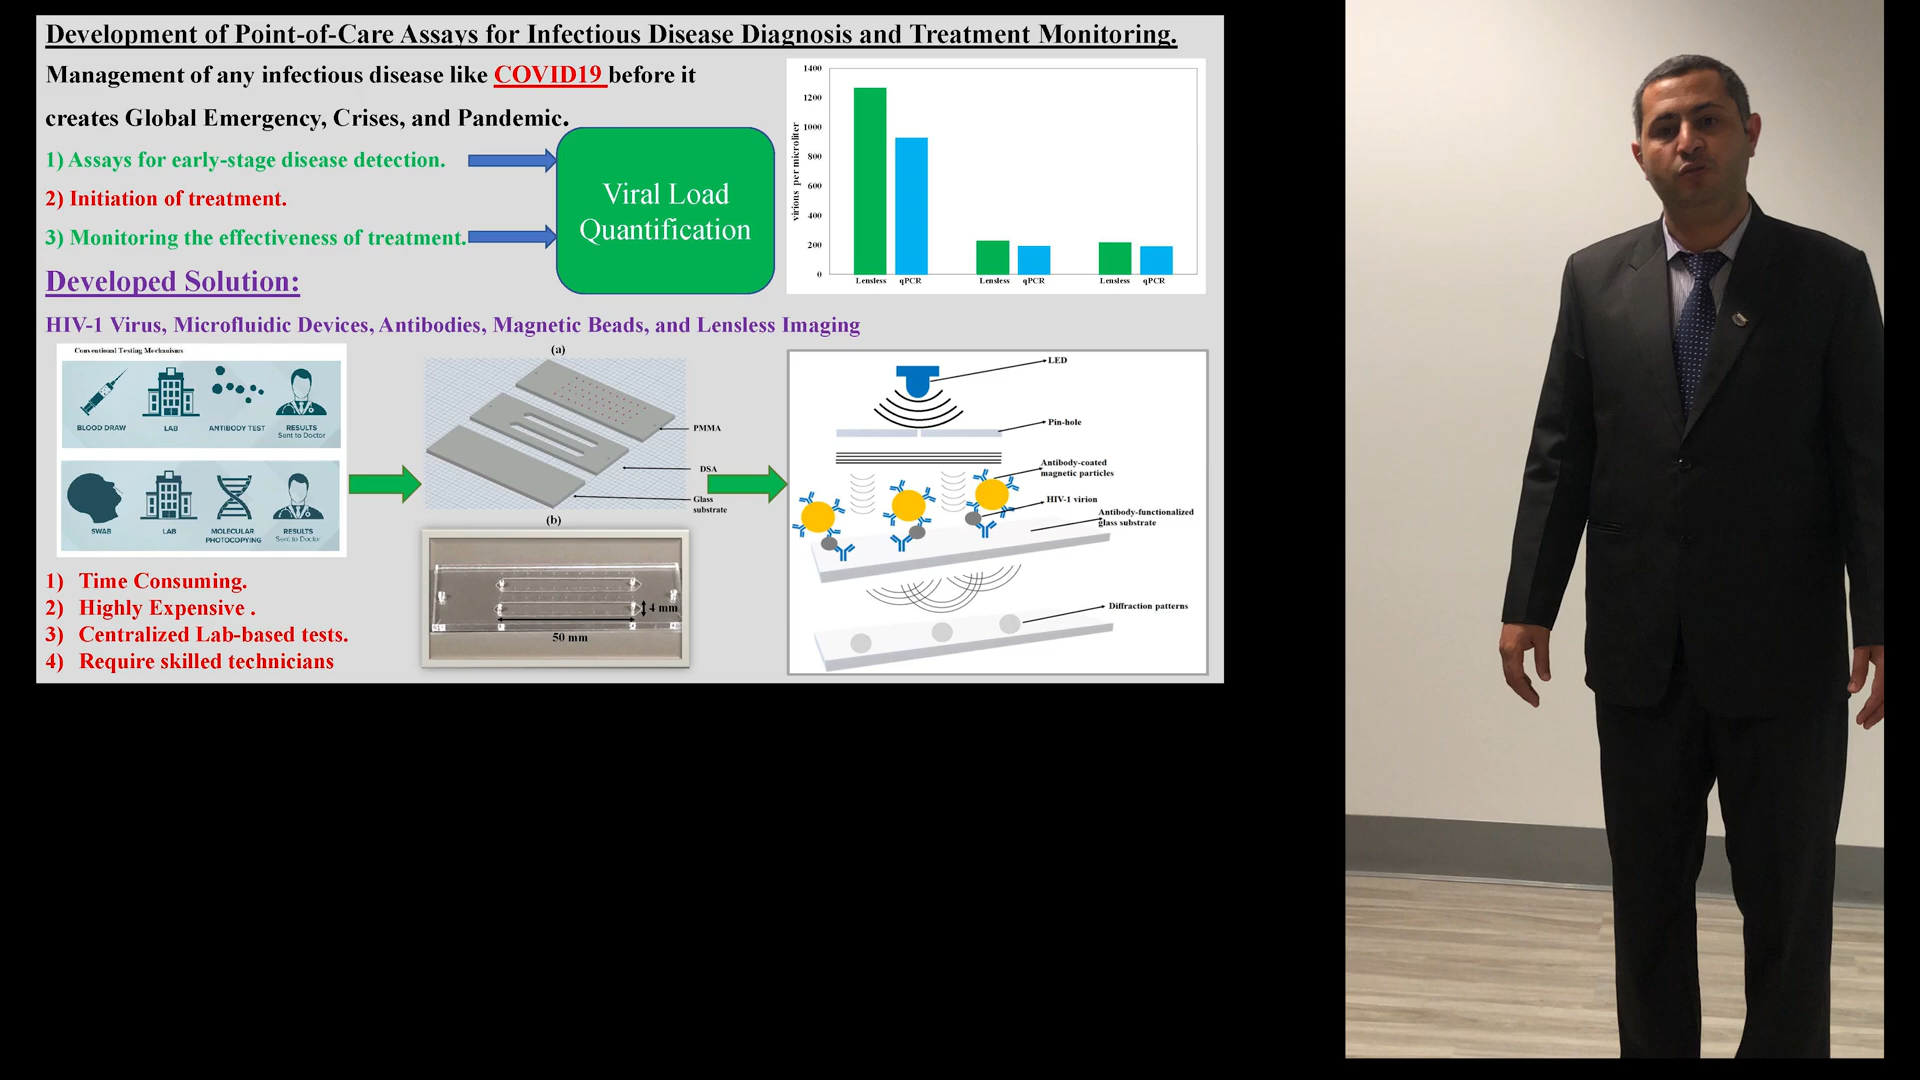 Development of Point-of-Care Assays for Infectious Disease Diagnosis and Treatment Monitoring.
Management of any infectious disease like COVID19 before it
creates Global Emergency, Crises, and Pandemic.
1) Assays for early-stage disease detection.
2) Initiation of treatment.
3) Monitoring the effectiveness of treatment.
Viral Load
Quantification
virions per microliter
1400
1200
1000
800
600
400
200
0
Lensless qPCR Lensless qPCR Lensless qPCR
Developed Solution:
HIV-1 Virus, Microfluidic Devices, Antibodies, Magnetic Beads, and Lensless Imaging
Conventional Testing Mechanisms
BLOOD DRAW LAB ANTIBODY TEST RESULTS
Sent to Doctor
SWAB LAB MOLECULAR RESULTS
PHOTOCOPYING Sent to Doctor
1) Time Consuming.
2) Highly Expensive .
3) Centralized Lab-based tests.
4) Require skilled technicians
(a)
PMMA
DSA
Glass
substrate
(b)
4 mm
50 mm
LED
Pin-hole
Antibody-coated
magnetic particles
HIV-1 virion
Antibody-functionalized
glass substrate
Diffraction patterns